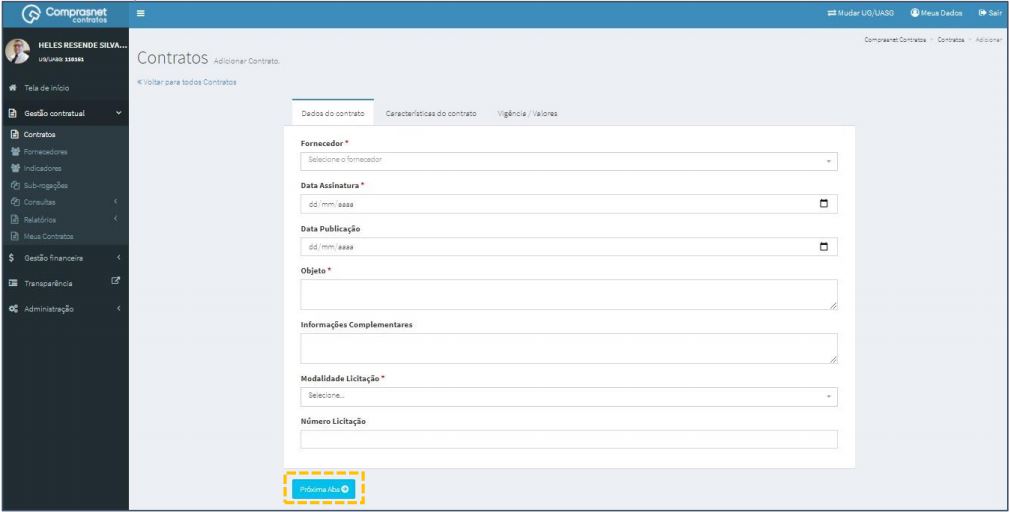 Comprasnet
contratos
Mudar UG/UASG
Meus Dados
Sair
HELES RESENDE SILVA...
UG/UASG: 110161
Comprasnet Contratos > Contratos > Adicionar
Contratos Adicionar Contrato.
« Voltar para todos Contratos
Tela de início
Gestão contratual
Contratos
Fornecedores
Indicadores
Sub-rogações
Consultas
Relatórios
Meus Contratos
Gestão financeira
Transparência
Administração
Dados do contrato
Características do contrato
Vigência / Valores
Fornecedor *
Selecione o fornecedor
Data Assinatura *
dd/mm/aaaa
Data Publicação
dd/mm/aaaa
Objeto *
Informações Complementares
Modalidade Licitação *
Selecione...
Número Licitação
Próxima Aba